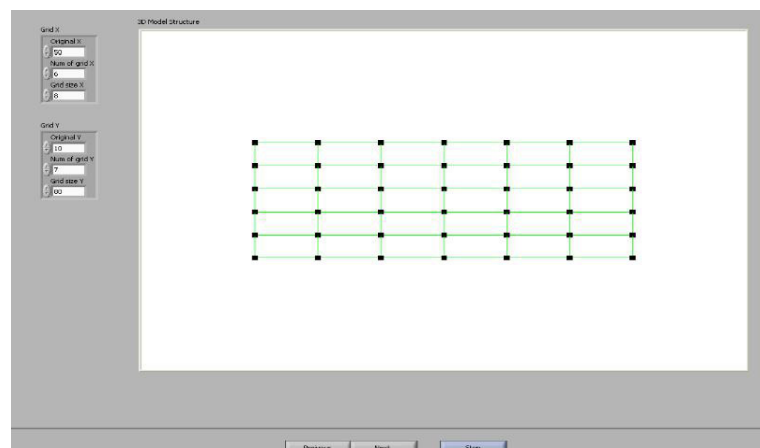 3D Model Structure
Grid X
Original X
50
Num of grid X
6
Grid size X
8
Grid Y
Original Y
10
Num of grid Y
7
Grid size Y
80
Previous Next Stop